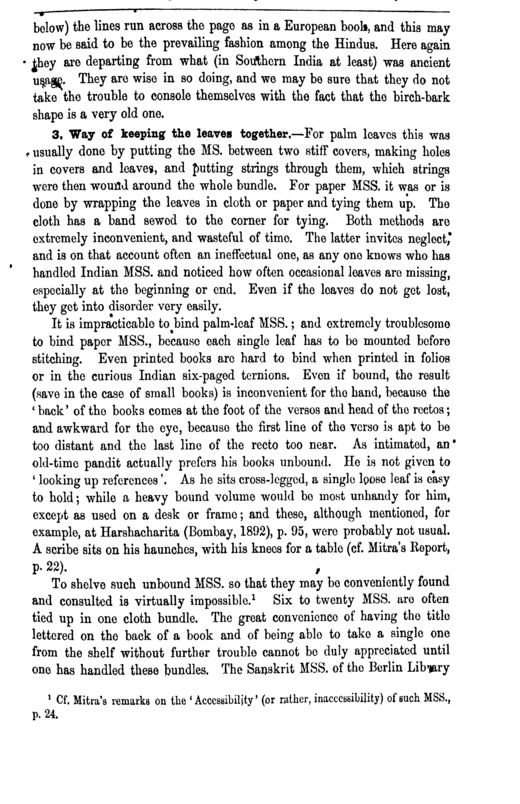 below) the lines run across the page as in a European book, and this may
now be said to be the prevailing fashion among the Hindus. Here again
they are departing from what (in Southern India at least) was ancient
usage. They are wise in so doing, and we may be sure that they do not
take the trouble to console themselves with the fact that the birch-bark
shape is a very old one.
3. Way of keeping the leaves together.—For palm leaves this was
usually done by putting the MS. between two stiff covers, making holes
in covers and leaves, and putting strings through them, which strings
were then wound around the whole bundle. For paper MSS. it was or is
done by wrapping the leaves in cloth or paper and tying them up. The
cloth has a band sewed to the corner for tying. Both methods are
extremely inconvenient, and wasteful of time. The latter invites neglect,
and is on that account often an ineffectual one, as any one knows who has
handled Indian MSS. and noticed how often occasional leaves are missing,
especially at the beginning or end. Even if the leaves do not get lost,
they get into disorder very easily.
It is impracticable to bind palm-leaf MSS.; and extremely troublesome
to bind paper MSS., because each single leaf has to be mounted before
stitching. Even printed books are hard to bind when printed in folios
or in the curious Indian six-paged ternions. Even if bound, the result
(save in the case of small books) is inconvenient for the hand, because the
‘back’ of the books comes at the foot of the versos and head of the rectos;
and awkward for the eye, because the first line of the verso is apt to be
too distant and the last line of the recto too near. As intimated, an
old-time pandit actually prefers his books unbound. He is not given to
‘looking up references’. As he sits cross-legged, a single loose leaf is easy
to hold; while a heavy bound volume would be most unhandy for him,
except as used on a desk or frame; and these, although mentioned, for
example, at Harshacharita (Bombay, 1892), p. 95, were probably not usual.
A scribe sits on his haunches, with his knees for a table (cf. Mitra's Report,
p. 22).
To shelve such unbound MSS. so that they may be conveniently found
and consulted is virtually impossible.¹ Six to twenty MSS. are often
tied up in one cloth bundle. The great convenience of having the title
lettered on the back of a book and of being able to take a single one
from the shelf without further trouble cannot be duly appreciated until
one has handled these bundles. The Sanskrit MSS. of the Berlin Library
¹ Cf. Mitra's remarks on the ‘Accessibility’ (or rather, inaccessibility) of such MSS.,
p. 24.